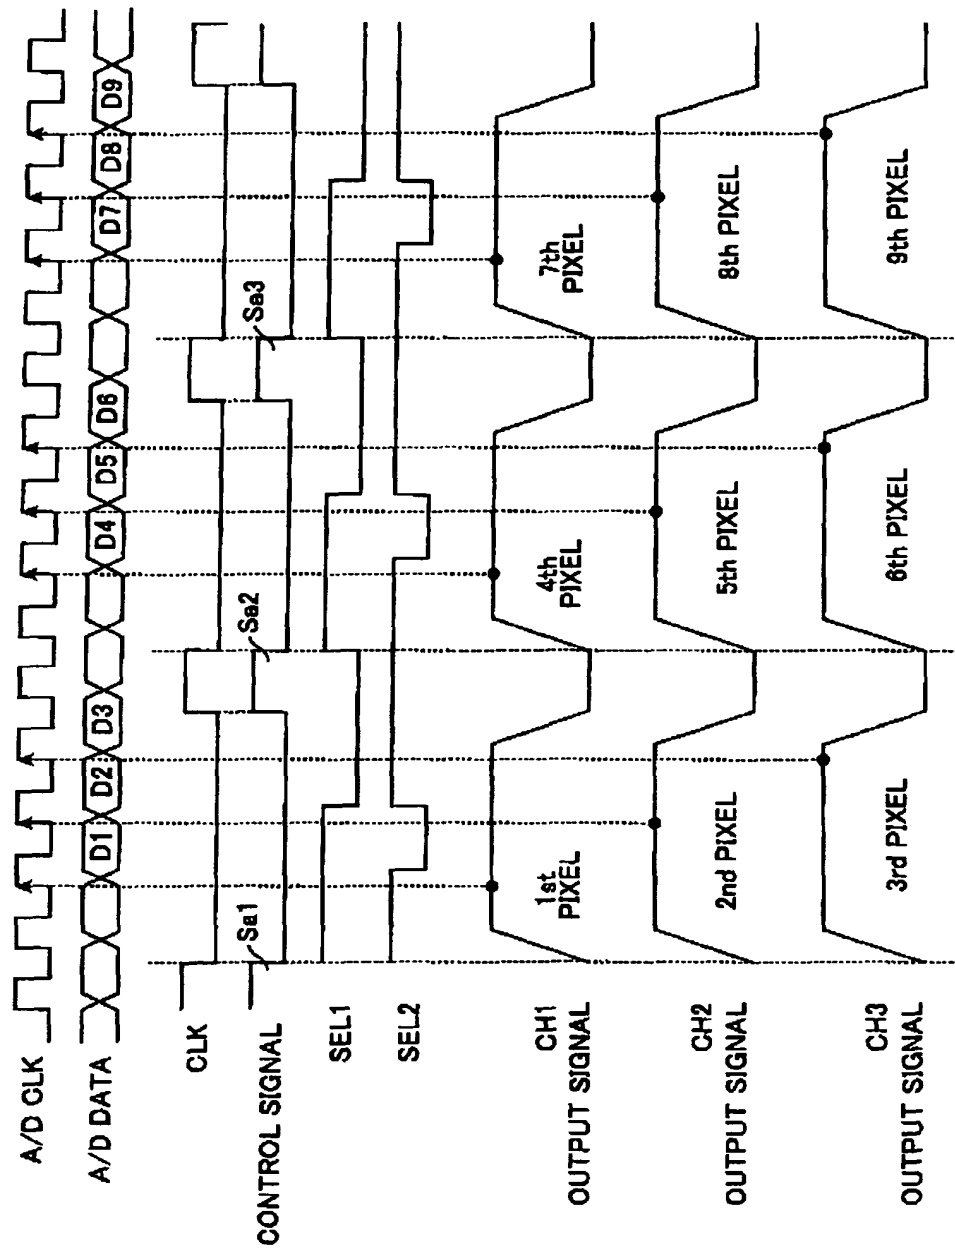 A/D CLK
A/D DATA
D1
D2
D3
D4
D5
D6
D7
D8
D9
CLK
CONTROL SIGNAL
Sa1
Sa2
Sa3
SEL1
SEL2
CH1
OUTPUT SIGNAL
1st
PIXEL
4th
PIXEL
7th
PIXEL
CH2
OUTPUT SIGNAL
2nd PIXEL
5th PIXEL
8th PIXEL
CH3
OUTPUT SIGNAL
3rd PIXEL
6th PIXEL
9th PIXEL